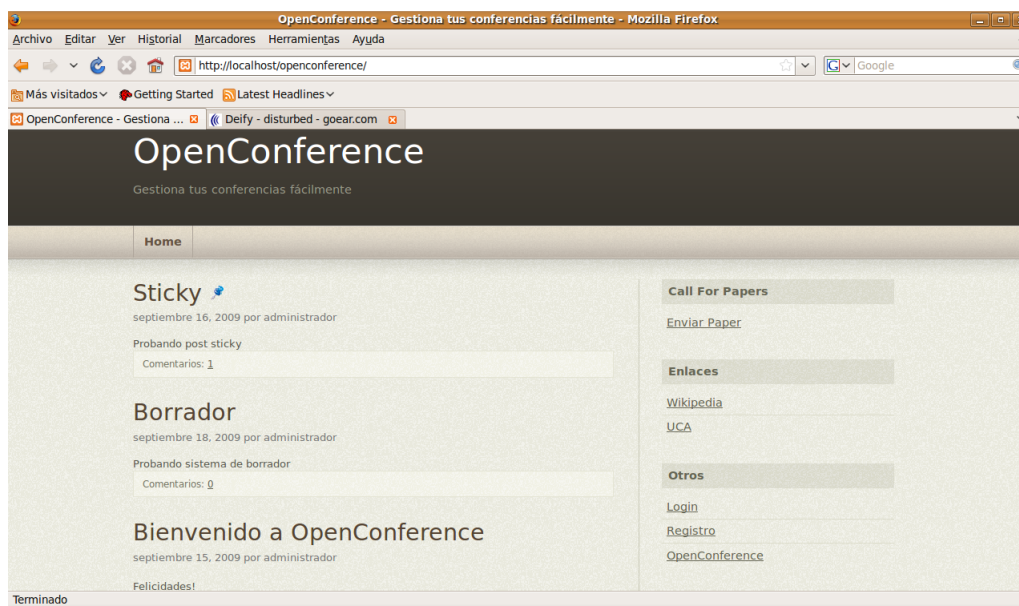 OpenConference - Gestiona tus conferencias fácilmente - Mozilla Firefox
Archivo Editar Ver Historial Marcadores Herramientas Ayuda
http://localhost/openconference/ Google
Más visitados Getting Started Latest Headlines
OpenConference - Gestiona ... Deify - disturbed - goear.com
OpenConference
Gestiona tus conferencias fácilmente
Home
Sticky
septiembre 16, 2009 por administrador
Probando post sticky
Comentarios: 1
Borrador
septiembre 18, 2009 por administrador
Probando sistema de borrador
Comentarios: 0
Bienvenido a OpenConference
septiembre 15, 2009 por administrador
Felicidades!
Call For Papers
Enviar Paper
Enlaces
Wikipedia
UCA
Otros
Login
Registro
OpenConference
Terminado